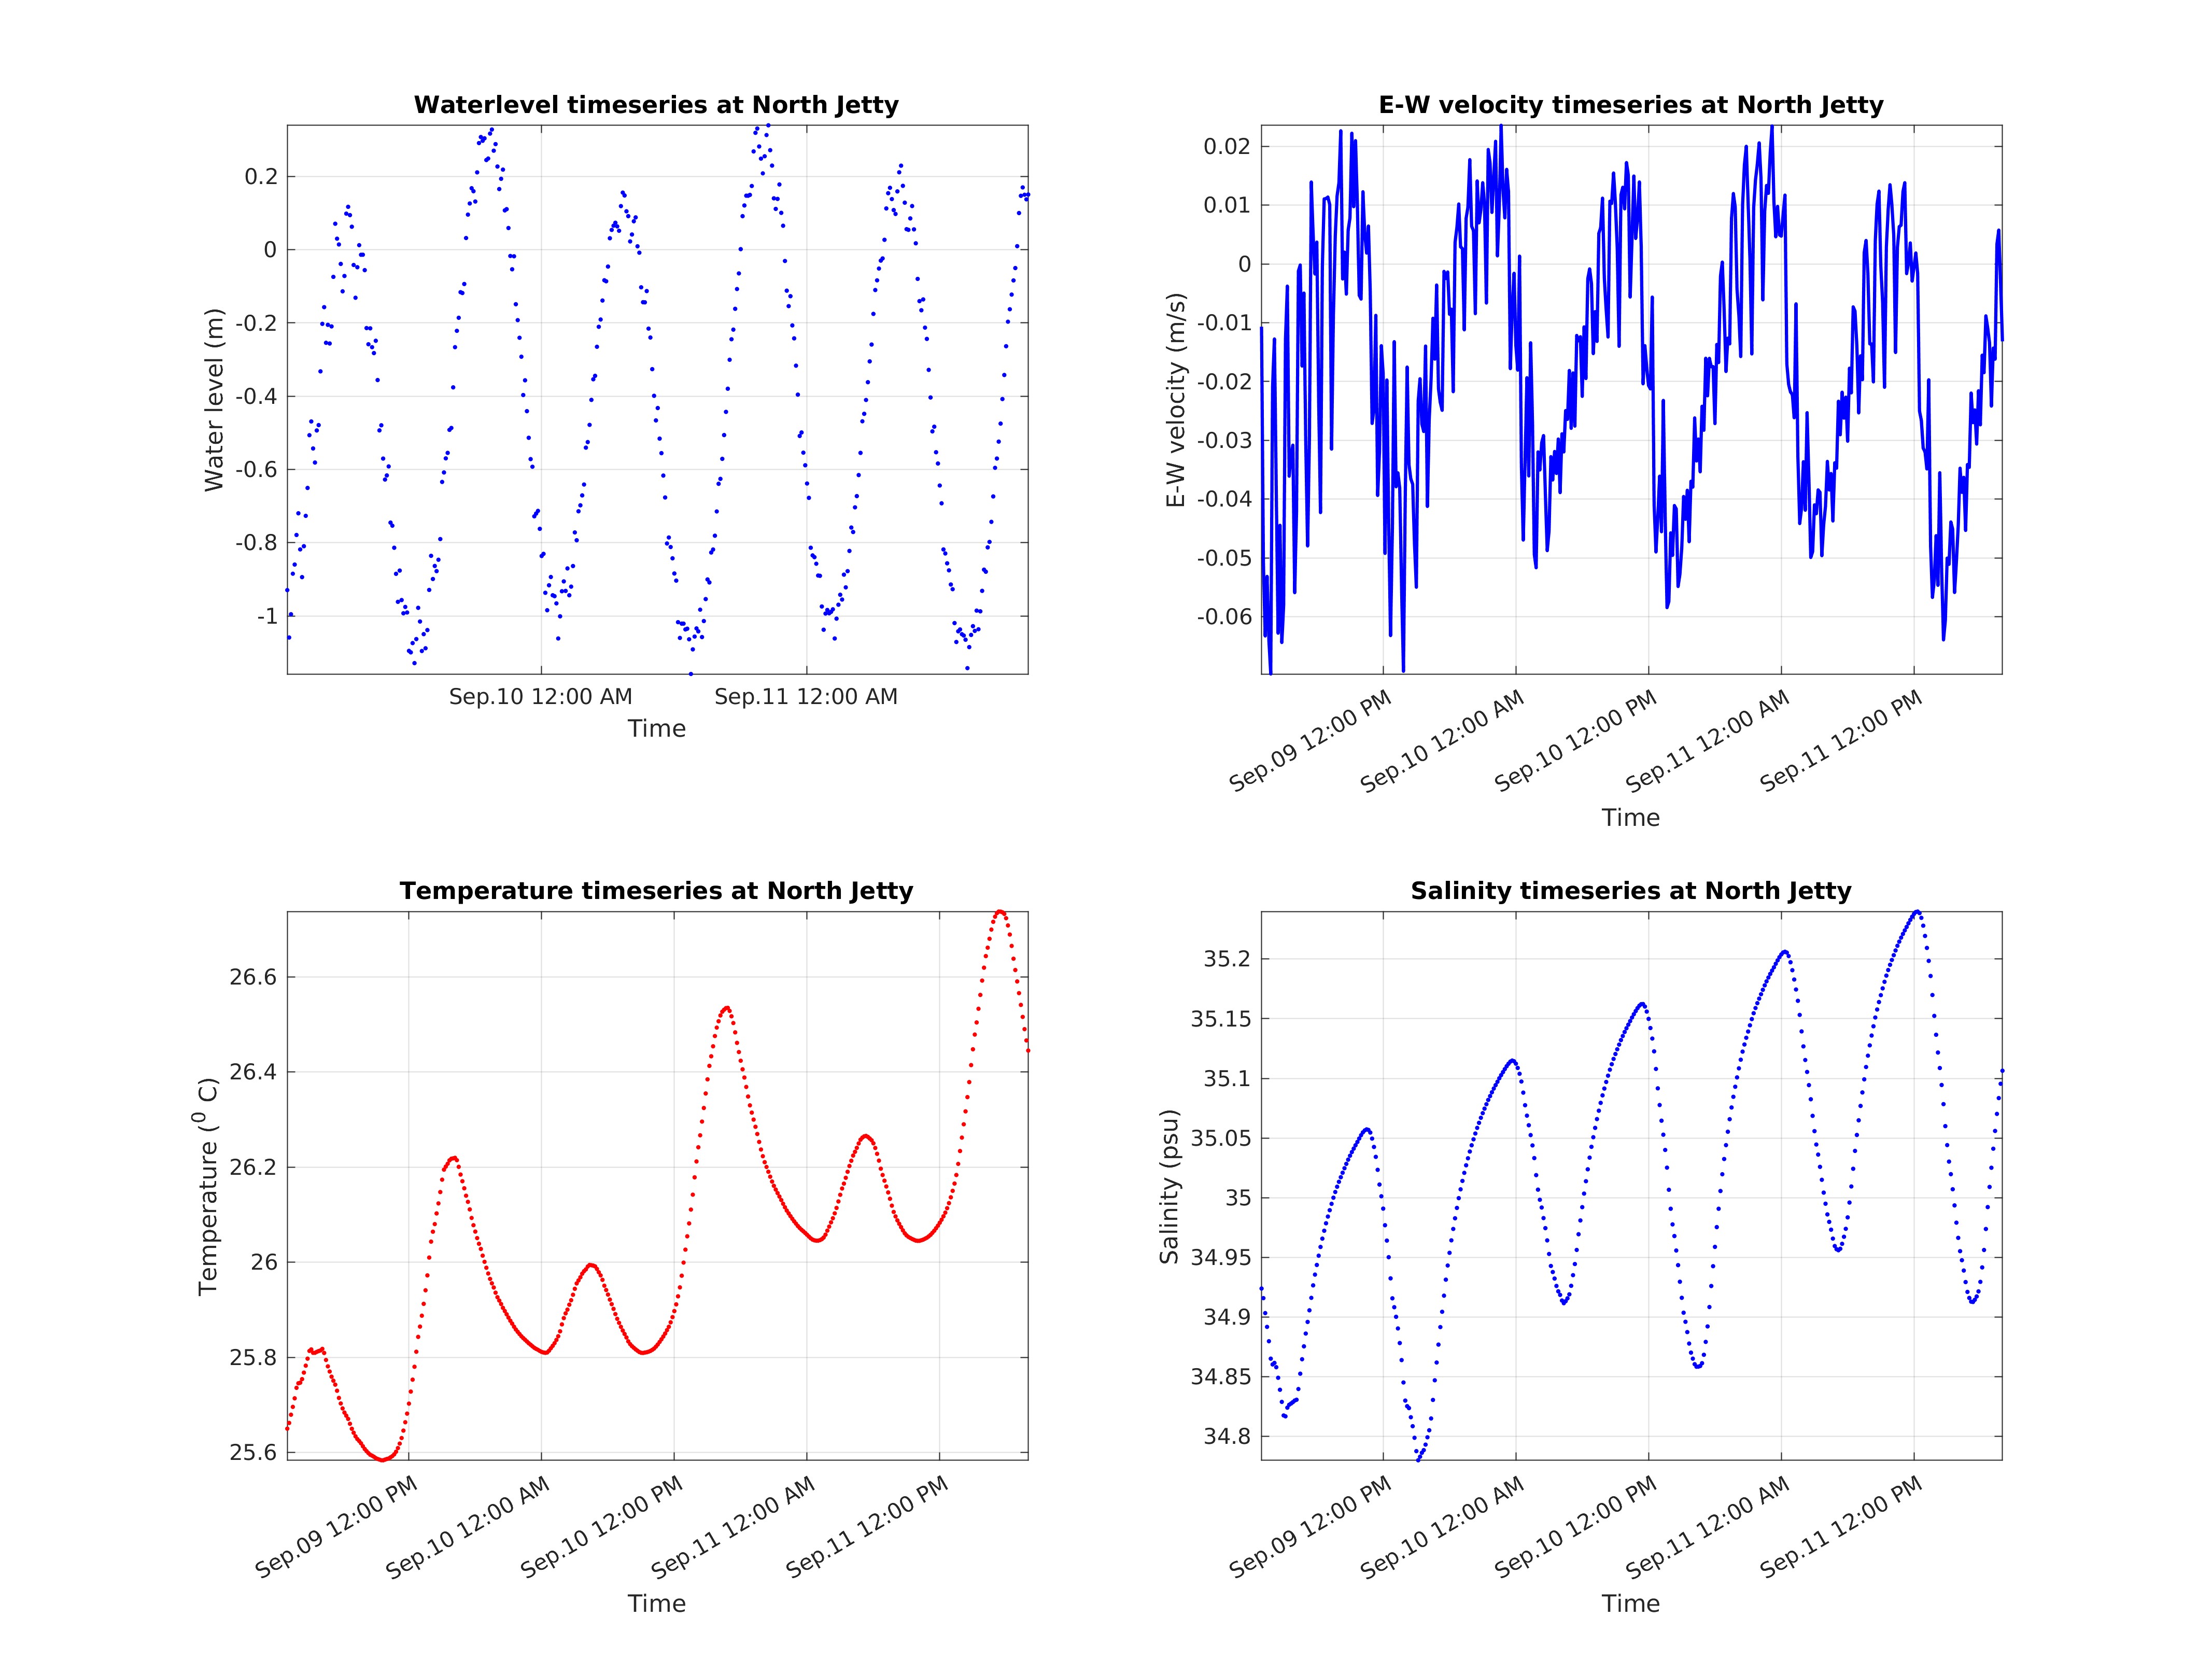 Waterlevel timeseries at North Jetty
Water level (m)
0.2
0
-0.2
-0.4
-0.6
-0.8
-1
Sep.10 12:00 AM
Sep.11 12:00 AM
Time
E-W velocity timeseries at North Jetty
E-W velocity (m/s)
0.02
0.01
0
-0.01
-0.02
-0.03
-0.04
-0.05
-0.06
Sep.09 12:00 PM
Sep.10 12:00 AM
Sep.10 12:00 PM
Sep.11 12:00 AM
Sep.11 12:00 PM
Time
Temperature timeseries at North Jetty
Temperature (⁰ C)
26.6
26.4
26.2
26
25.8
25.6
Sep.09 12:00 PM
Sep.10 12:00 AM
Sep.10 12:00 PM
Sep.11 12:00 AM
Sep.11 12:00 PM
Time
Salinity timeseries at North Jetty
Salinity (psu)
35.2
35.15
35.1
35.05
35
34.95
34.9
34.85
34.8
Sep.09 12:00 PM
Sep.10 12:00 AM
Sep.10 12:00 PM
Sep.11 12:00 AM
Sep.11 12:00 PM
Time